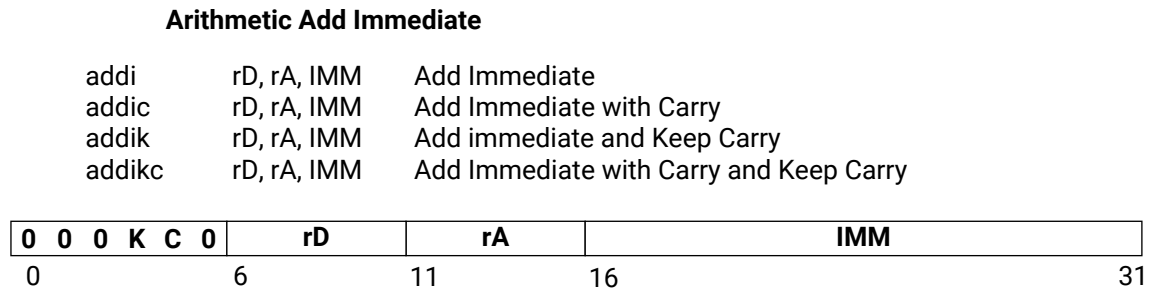 Arithmetic Add Immediate
addi rD, rA, IMM Add Immediate
addic rD, rA, IMM Add Immediate with Carry
addik rD, rA, IMM Add immediate and Keep Carry
addikc rD, rA, IMM Add Immediate with Carry and Keep Carry
0 0 0 K C 0 rD rA IMM
0 6 11 16 31